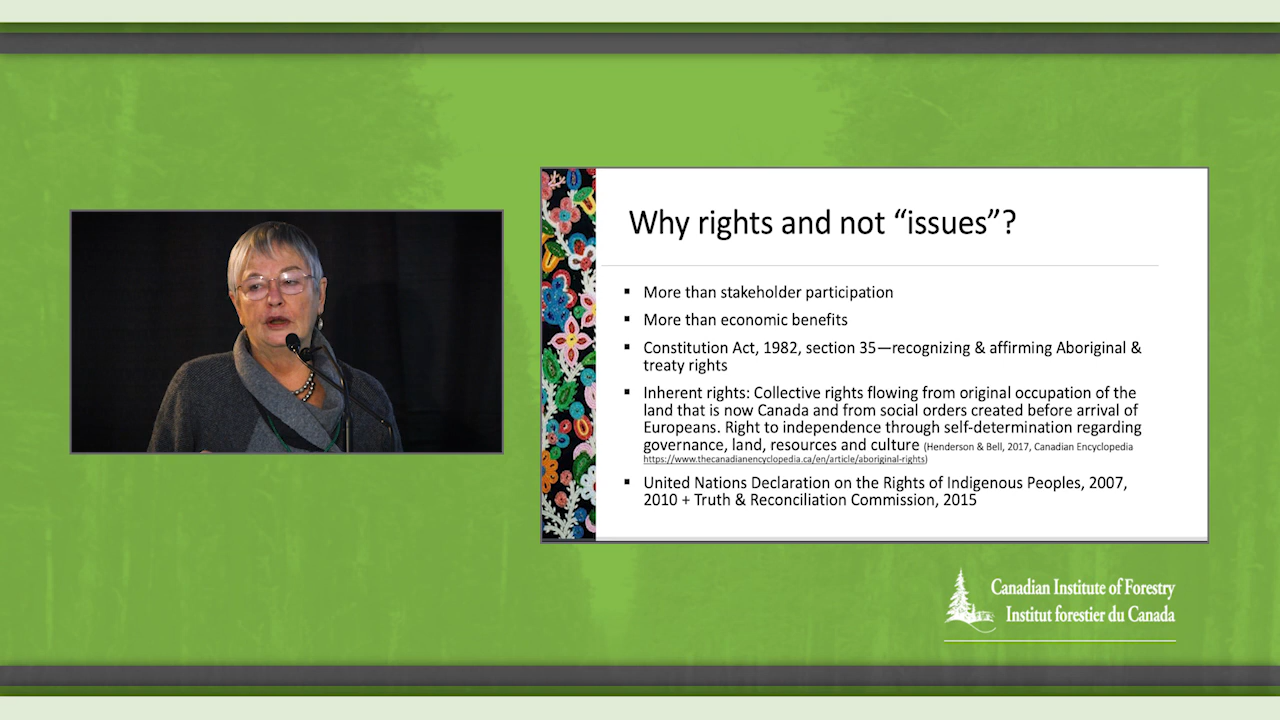 Why rights and not “issues”?
▪ More than stakeholder participation
▪ More than economic benefits
▪ Constitution Act, 1982, section 35—recognizing & affirming Aboriginal &
treaty rights
▪ Inherent rights: Collective rights flowing from original occupation of the
land that is now Canada and from social orders created before arrival of
Europeans. Right to independence through self-determination regarding
governance, land, resources and culture (Henderson & Bell, 2017, Canadian Encyclopedia
https://www.thecanadianencyclopedia.ca/en/article/aboriginal-rights)
▪ United Nations Declaration on the Rights of Indigenous Peoples, 2007,
2010 + Truth & Reconciliation Commission, 2015
Canadian Institute of Forestry
Institut forestier du Canada